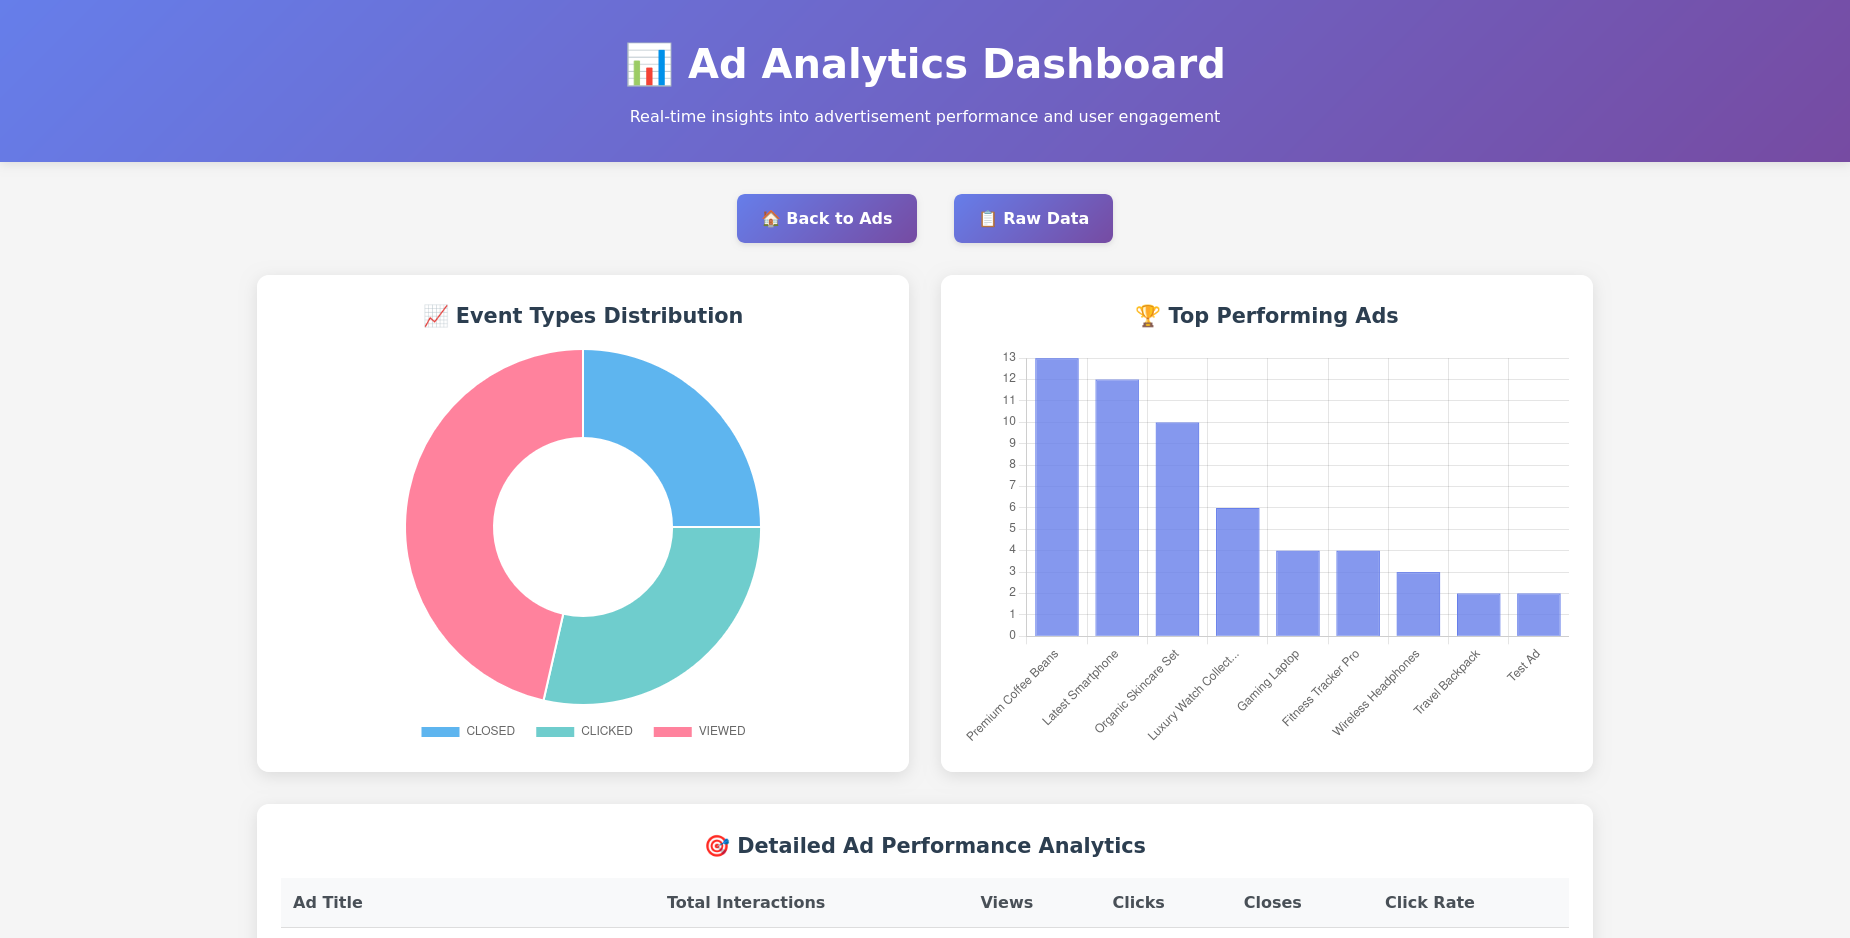 📊 Ad Analytics Dashboard
Real-time insights into advertisement performance and user engagement
🏠 Back to Ads
📋 Raw Data
📈 Event Types Distribution
CLOSED
CLICKED
VIEWED
🏆 Top Performing Ads
13
12
11
10
9
8
7
6
5
4
3
2
1
0
Premium Coffee Beans
Latest Smartphone
Organic Skincare Set
Luxury Watch Collect...
Gaming Laptop
Fitness Tracker Pro
Wireless Headphones
Travel Backpack
Test Ad
🎯 Detailed Ad Performance Analytics
Ad Title Total Interactions Views Clicks Closes Click Rate